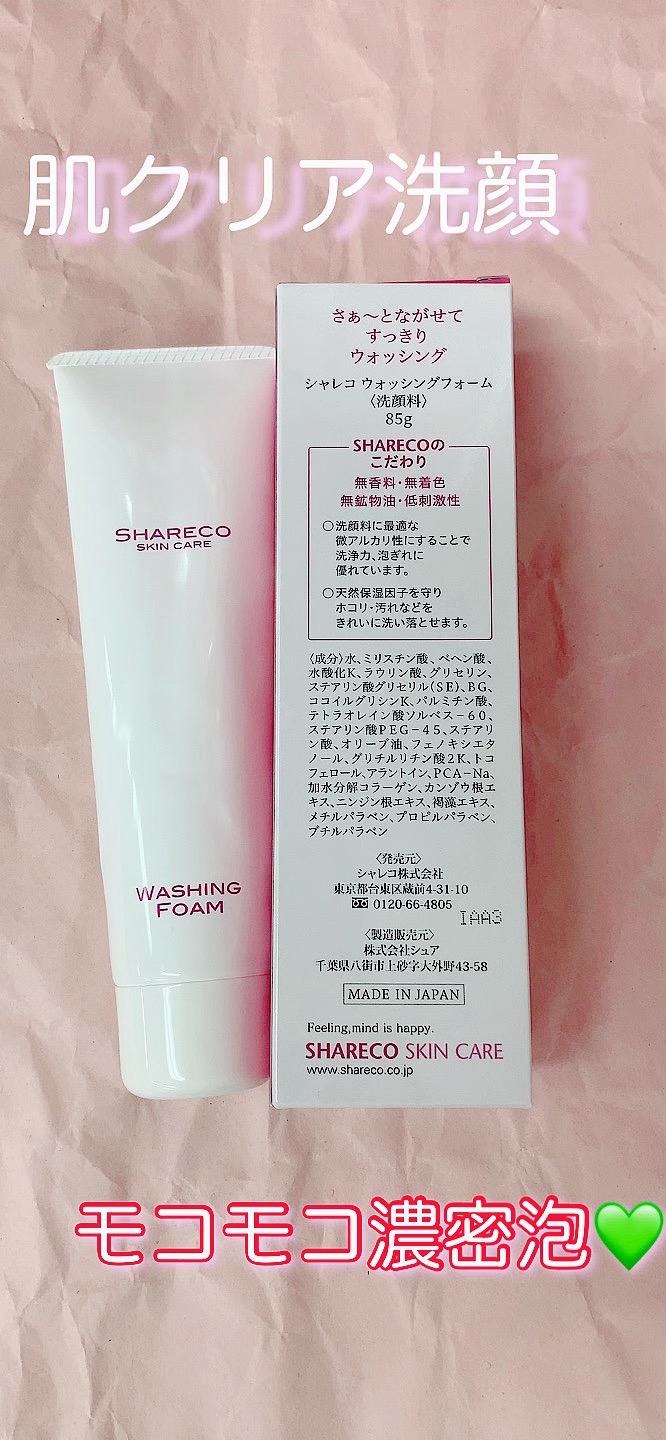 肌クリア洗顔
さぁ～とながせて
すっきり
ウォッシング
シャレコ ウォッシングフォーム
〈洗顔料〉
85g
SHARECOの
こだわり
無香料・無着色
無鉱物油・低刺激性
○洗顔料に最適な
微アルカリ性にすることで
洗浄力、泡ぎれに
優れています。
○天然保湿因子を守り
ホコリ・汚れなどを
きれいに洗い落とせます。
〈成分〉水、ミリスチン酸、ベヘン酸、
水酸化K、ラウリン酸、グリセリン、
ステアリン酸グリセリル(SE)、BG、
ココイルグリシンK、パルミチン酸、
テトラオレイン酸ソルベス－60、
ステアリン酸PEG－45、ステアリ
ン酸、オリーブ油、フェノキシエタ
ノール、グリチルリチン酸2K、トコ
フェロール、アラントイン、PCA－Na、
加水分解コラーゲン、カンゾウ根エ
キス、ニンジン根エキス、褐藻エキス、
メチルパラベン、プロピルパラベン、
ブチルパラベン
〈発売元〉
シャレコ株式会社
東京都台東区蔵前4-31-10
0120-66-4805
IAA3
〈製造販売元〉
株式会社シュア
千葉県八街市上砂字大外野43-58
MADE IN JAPAN
Feeling,mind is happy.
SHARECO SKIN CARE
www.shareco.co.jp
SHARECO
SKIN CARE
WASHING
FOAM
モコモコ濃密泡💚